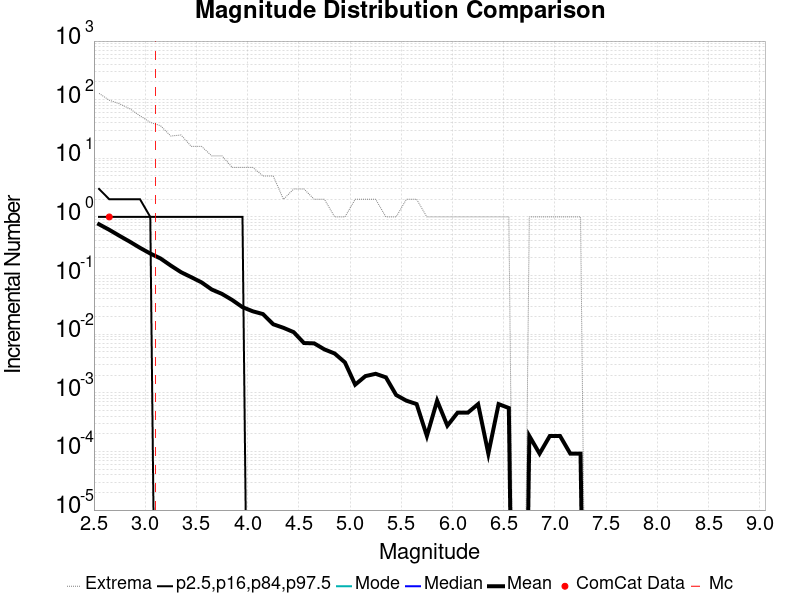 Magnitude Distribution Comparison
10^3
10^2
10^1
10^0
10^-1
10^-2
10^-3
10^-4
10^-5
Incremental Number
2.5 3.0 3.5 4.0 4.5 5.0 5.5 6.0 6.5 7.0 7.5 8.0 8.5 9.0
Magnitude
Extrema p2.5,p16,p84,p97.5 Mode Median Mean ComCat Data Mc